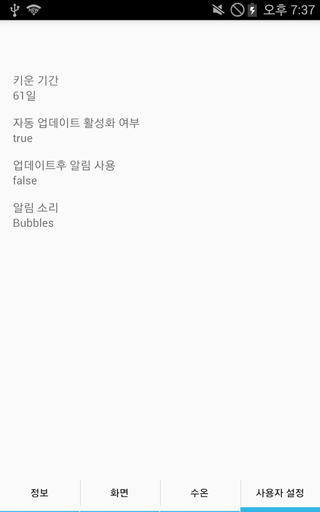 오후 7:37
키운 기간
61일
자동 업데이트 활성화 여부
true
업데이트후 알림 사용
false
알림 소리
Bubbles
정보 화면 수온 사용자 설정